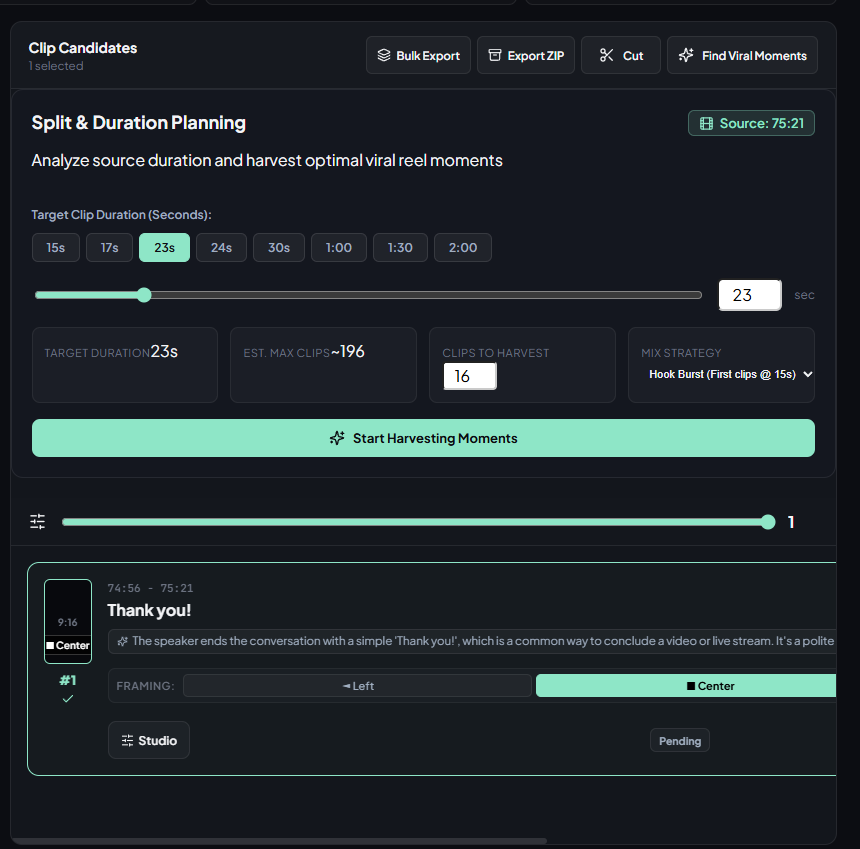 Clip Candidates
1 selected
Bulk Export
Export ZIP
Cut
Find Viral Moments
Split & Duration Planning
Source: 75:21
Analyze source duration and harvest optimal viral reel moments
Target Clip Duration (Seconds):
15s 17s 23s 24s 30s 1:00 1:30 2:00
23 sec
TARGET DURATION23s
EST. MAX CLIPS~196
CLIPS TO HARVEST
16
MIX STRATEGY
Hook Burst (First clips @ 15s)
Start Harvesting Moments
1
9:16
Center
#1
74:56 - 75:21
Thank you!
The speaker ends the conversation with a simple 'Thank you!', which is a common way to conclude a video or live stream. It's a polite
FRAMING: Left Center
Studio
Pending